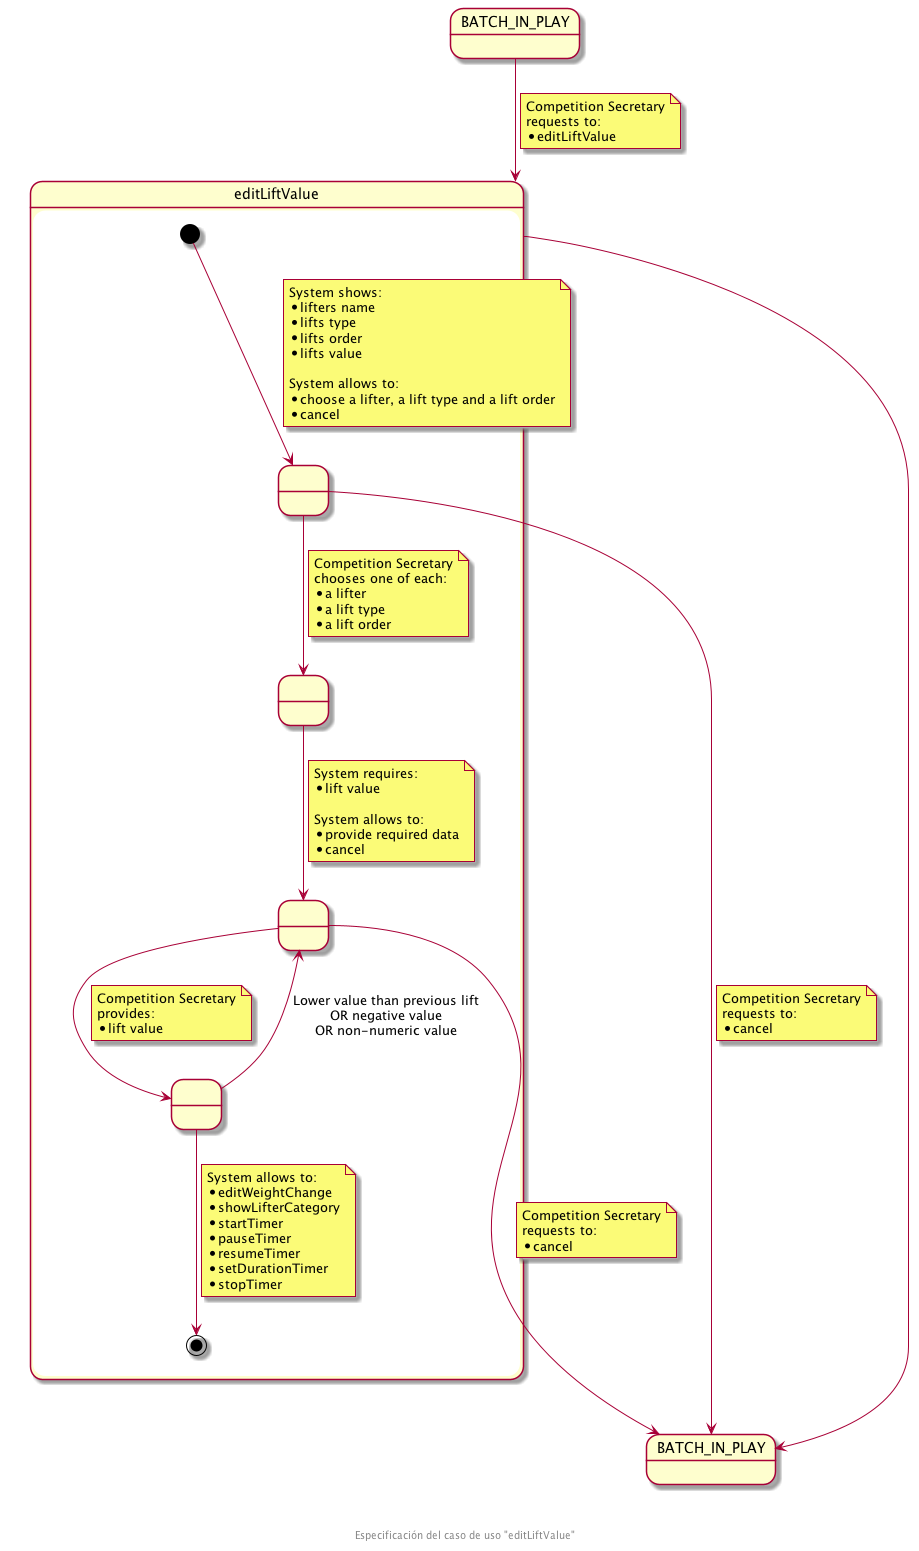 BATCH_IN_PLAY
Competition Secretary
requests to:
• editLiftValue
editLiftValue
System shows:
• lifters name
• lifts type
• lifts order
• lifts value
System allows to:
• choose a lifter, a lift type and a lift order
• cancel
Competition Secretary
chooses one of each:
• a lifter
• a lift type
• a lift order
System requires:
• lift value
System allows to:
• provide required data
• cancel
Competition Secretary
provides:
• lift value
Lower value than previous lift
OR negative value
OR non-numeric value
Competition Secretary
requests to:
• cancel
System allows to:
• editWeightChange
• showLifterCategory
• startTimer
• pauseTimer
• resumeTimer
• setDurationTimer
• stopTimer
Competition Secretary
requests to:
• cancel
BATCH_IN_PLAY
Especificación del caso de uso "editLiftValue"